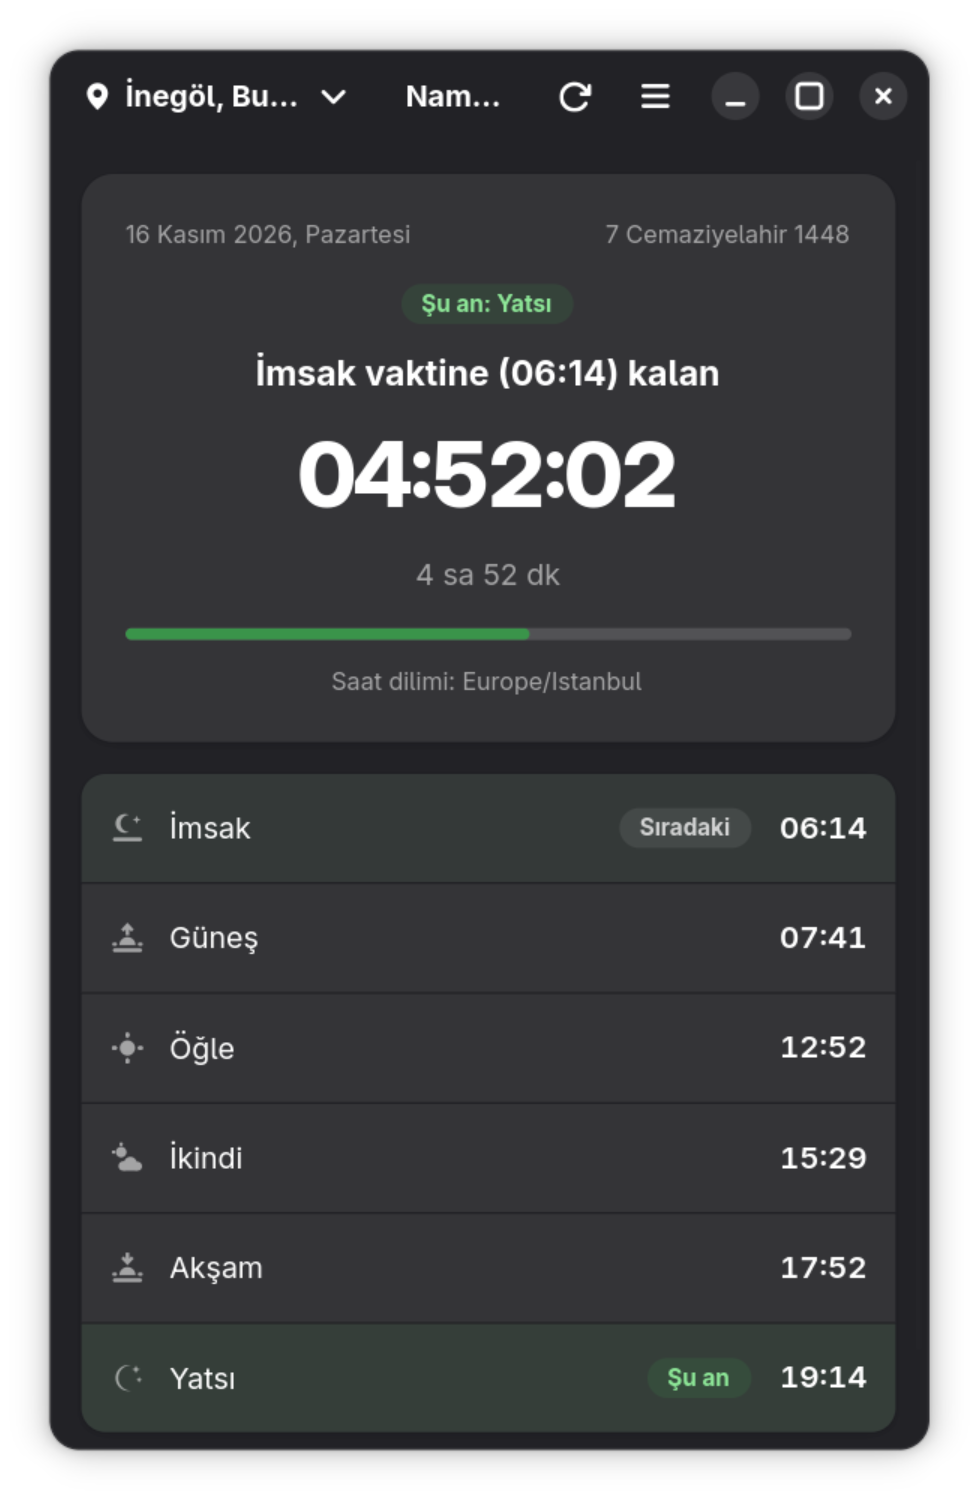 İnegöl, Bu... Nam...
16 Kasım 2026, Pazartesi 7 Cemaziyelahir 1448
Şu an: Yatsı
İmsak vaktine (06:14) kalan
04:52:02
4 sa 52 dk
Saat dilimi: Europe/Istanbul
İmsak Sıradaki 06:14
Güneş 07:41
Öğle 12:52
İkindi 15:29
Akşam 17:52
Yatsı Şu an 19:14